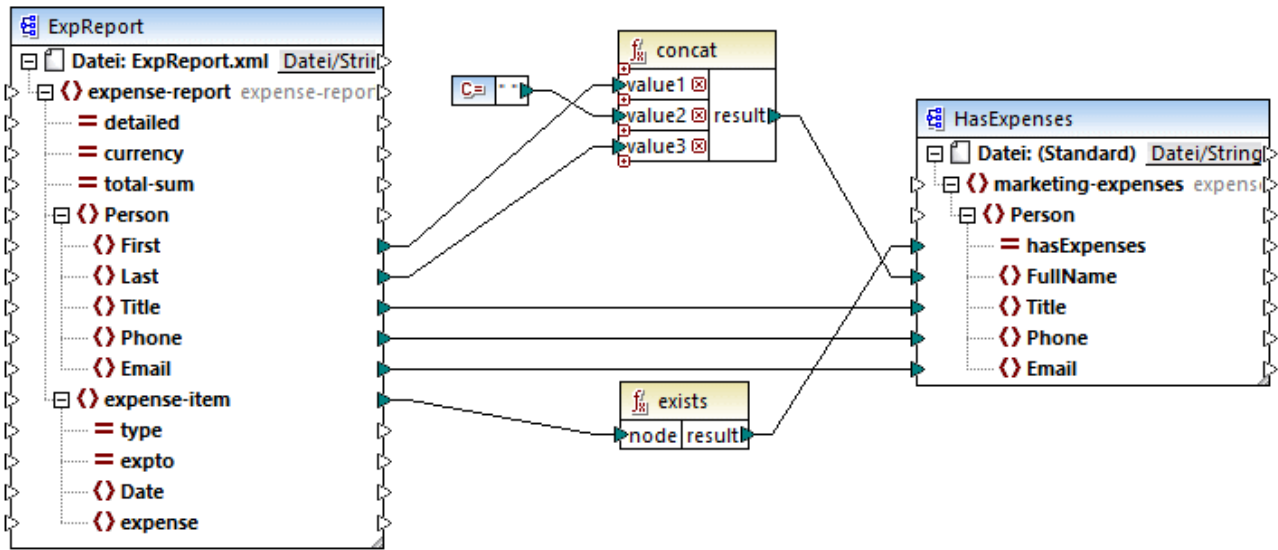 ExpReport
Datei: ExpReport.xml Datei/Strin
expense-report expense-repor
detailed
currency
total-sum
Person
First
Last
Title
Phone
Email
expense-item
type
expto
Date
expense
C= " "
concat
value1
value2 result
value3
exists
node result
HasExpenses
Datei: (Standard) Datei/String
marketing-expenses expens
Person
hasExpenses
FullName
Title
Phone
Email